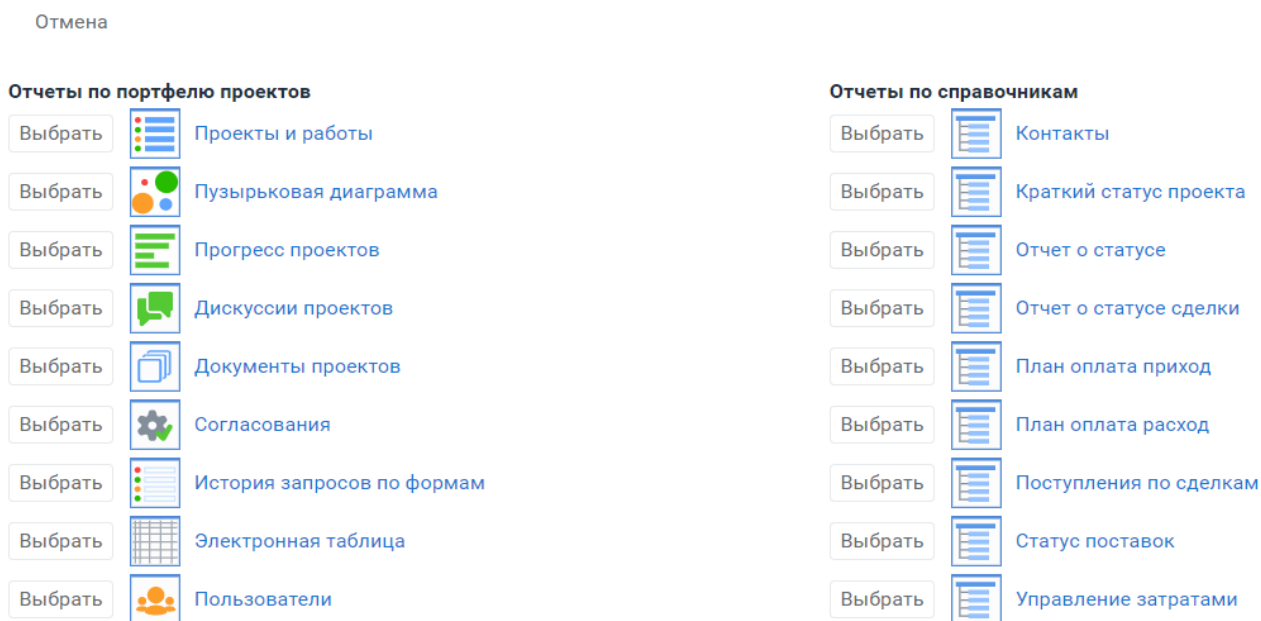 Отмена
Отчеты по портфелю проектов
Выбрать Проекты и работы
Выбрать Пузырьковая диаграмма
Выбрать Прогресс проектов
Выбрать Дискуссии проектов
Выбрать Документы проектов
Выбрать Согласования
Выбрать История запросов по формам
Выбрать Электронная таблица
Выбрать Пользователи
Отчеты по справочникам
Выбрать Контакты
Выбрать Краткий статус проекта
Выбрать Отчет о статусе
Выбрать Отчет о статусе сделки
Выбрать План оплата приход
Выбрать План оплата расход
Выбрать Поступления по сделкам
Выбрать Статус поставок
Выбрать Управление затратами